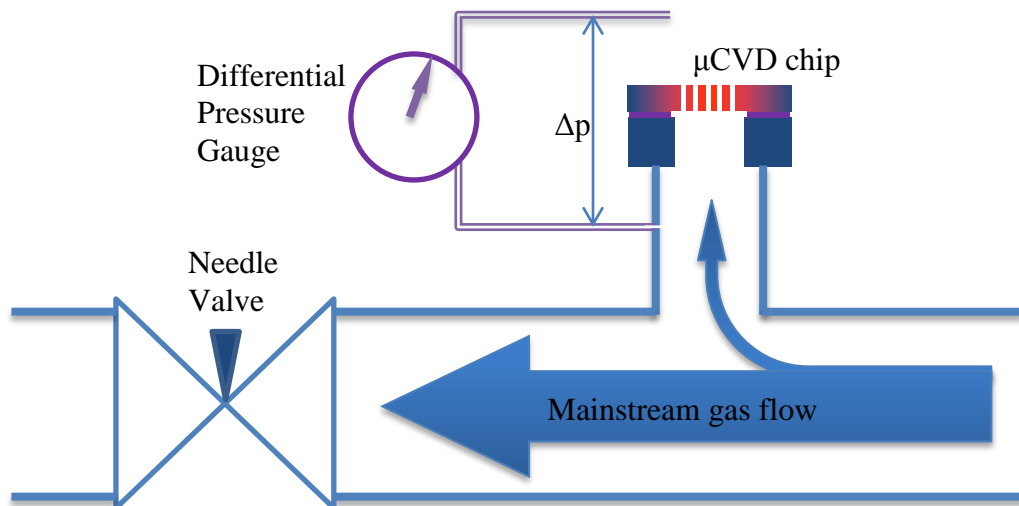 Differential
Pressure
Gauge
Δp
μCVD chip
Needle
Valve
Mainstream gas flow